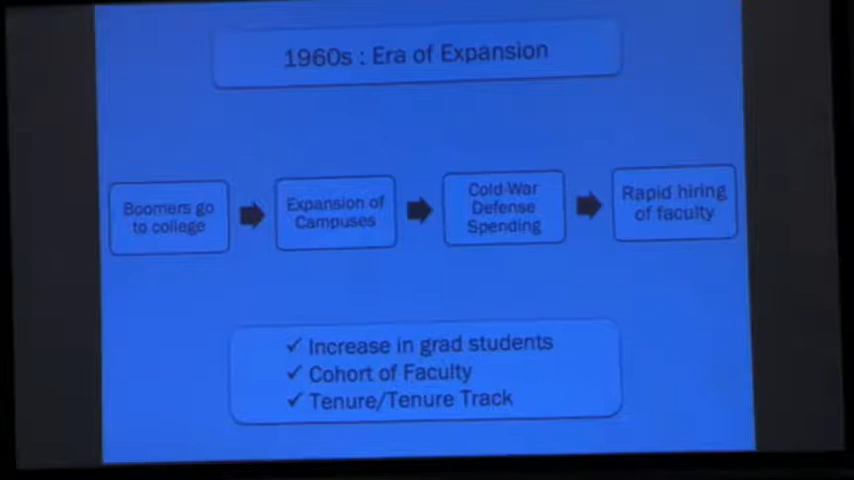 1960s : Era of Expansion
Boomers go
to college
Expansion of
Campuses
Cold-War
Defense
Spending
Rapid hiring
of faculty
✓ Increase in grad students
✓ Cohort of Faculty
✓ Tenure/Tenure Track